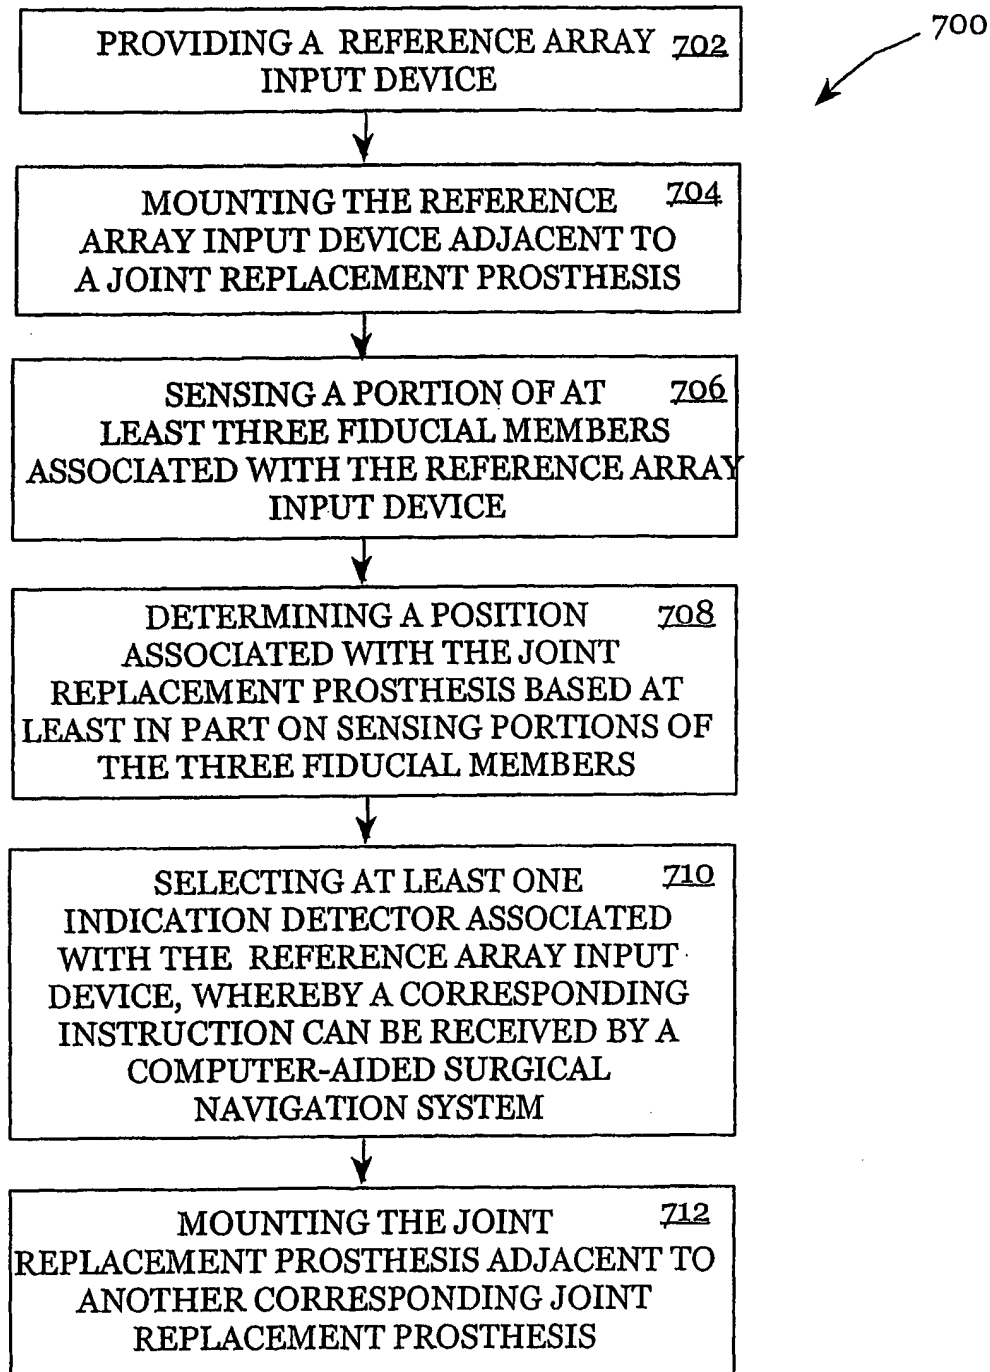 700
PROVIDING A REFERENCE ARRAY 702
INPUT DEVICE
MOUNTING THE REFERENCE 704
ARRAY INPUT DEVICE ADJACENT TO
A JOINT REPLACEMENT PROSTHESIS
SENSING A PORTION OF AT 706
LEAST THREE FIDUCIAL MEMBERS
ASSOCIATED WITH THE REFERENCE ARRAY
INPUT DEVICE
DETERMINING A POSITION 708
ASSOCIATED WITH THE JOINT
REPLACEMENT PROSTHESIS BASED AT
LEAST IN PART ON SENSING PORTIONS OF
THE THREE FIDUCIAL MEMBERS
SELECTING AT LEAST ONE 710
INDICATION DETECTOR ASSOCIATED
WITH THE REFERENCE ARRAY INPUT
DEVICE, WHEREBY A CORRESPONDING
INSTRUCTION CAN BE RECEIVED BY A
COMPUTER-AIDED SURGICAL
NAVIGATION SYSTEM
MOUNTING THE JOINT 712
REPLACEMENT PROSTHESIS ADJACENT TO
ANOTHER CORRESPONDING JOINT
REPLACEMENT PROSTHESIS